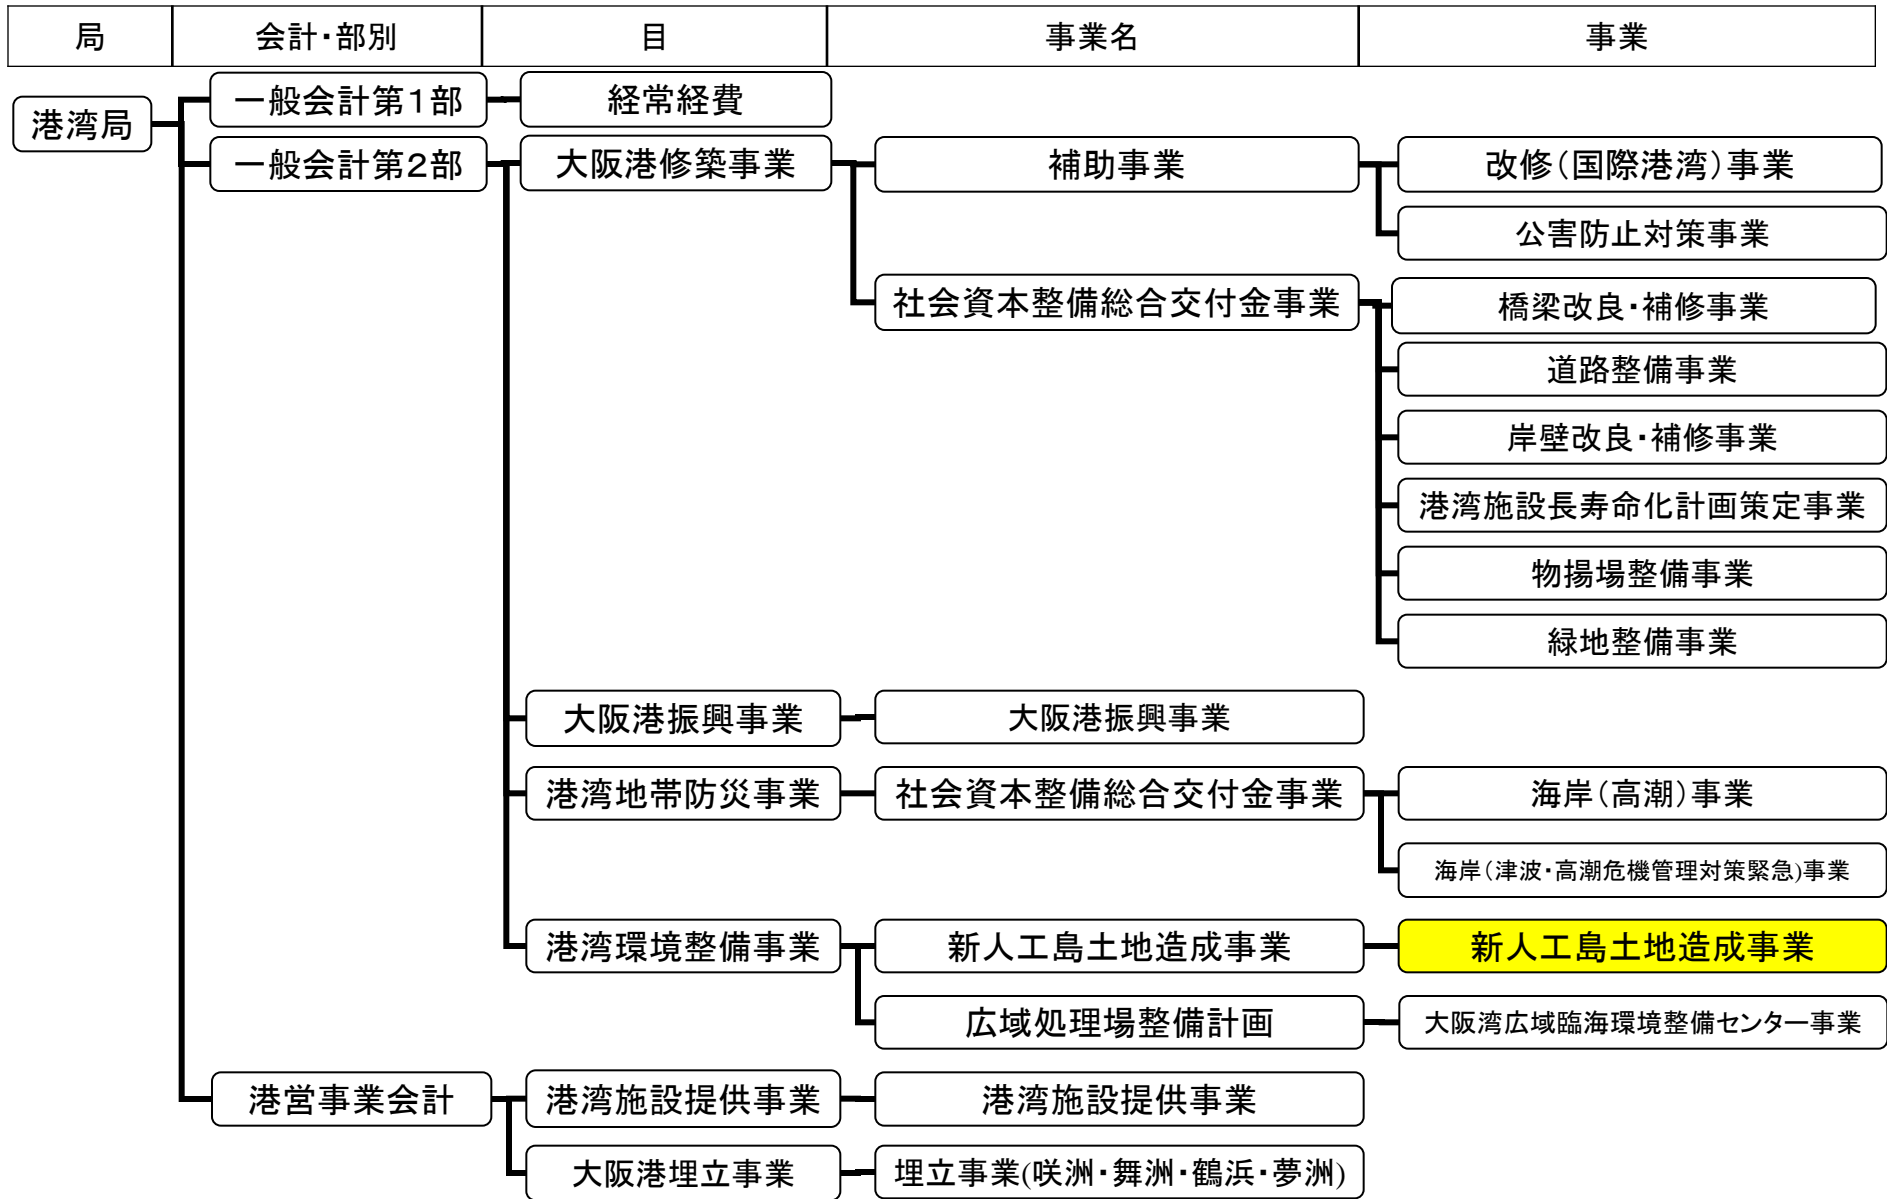 局 会計・部別 目 事業名 事業
港湾局 一般会計第1部 経常経費
一般会計第2部 大阪港修築事業 補助事業 改修(国際港湾)事業
公害防止対策事業
社会資本整備総合交付金事業 橋梁改良・補修事業
道路整備事業
岸壁改良・補修事業
港湾施設長寿命化計画策定事業
物揚場整備事業
緑地整備事業
大阪港振興事業 大阪港振興事業
港湾地帯防災事業 社会資本整備総合交付金事業 海岸(高潮)事業
海岸(津波・高潮危機管理対策緊急)事業
港湾環境整備事業 新人工島土地造成事業 新人工島土地造成事業
広域処理場整備計画 大阪湾広域臨海環境整備センター事業
港営事業会計 港湾施設提供事業 港湾施設提供事業
大阪港埋立事業 埋立事業(咲洲・舞洲・鶴浜・夢洲)